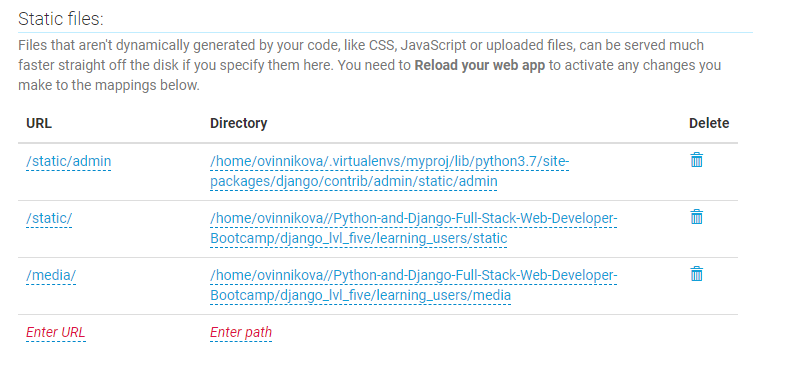 Static files:
Files that aren't dynamically generated by your code, like CSS, JavaScript or uploaded files, can be served much
faster straight off the disk if you specify them here. You need to Reload your web app to activate any changes you
make to the mappings below.
URL Directory Delete
/static/admin /home/ovinnikova/.virtualenvs/myproj/lib/python3.7/site-
packages/django/contrib/admin/static/admin
/static/ /home/ovinnikova//Python-and-Django-Full-Stack-Web-Developer-
Bootcamp/django_lvl_five/learning_users/static
/media/ /home/ovinnikova//Python-and-Django-Full-Stack-Web-Developer-
Bootcamp/django_lvl_five/learning_users/media
Enter URL Enter path